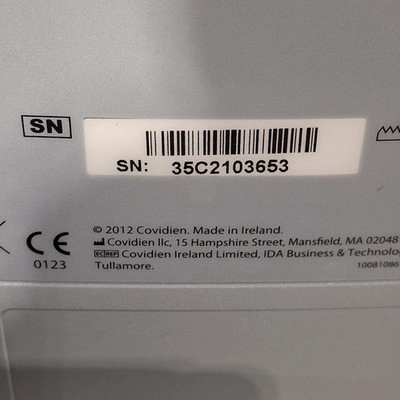 SN
SN: 35C2103653
CE
0123
© 2012 Covidien. Made in Ireland.
Covidien llc, 15 Hampshire Street, Mansfield, MA 02048
EC REP Covidien Ireland Limited, IDA Business & Technolo
Tullamore.
10081086